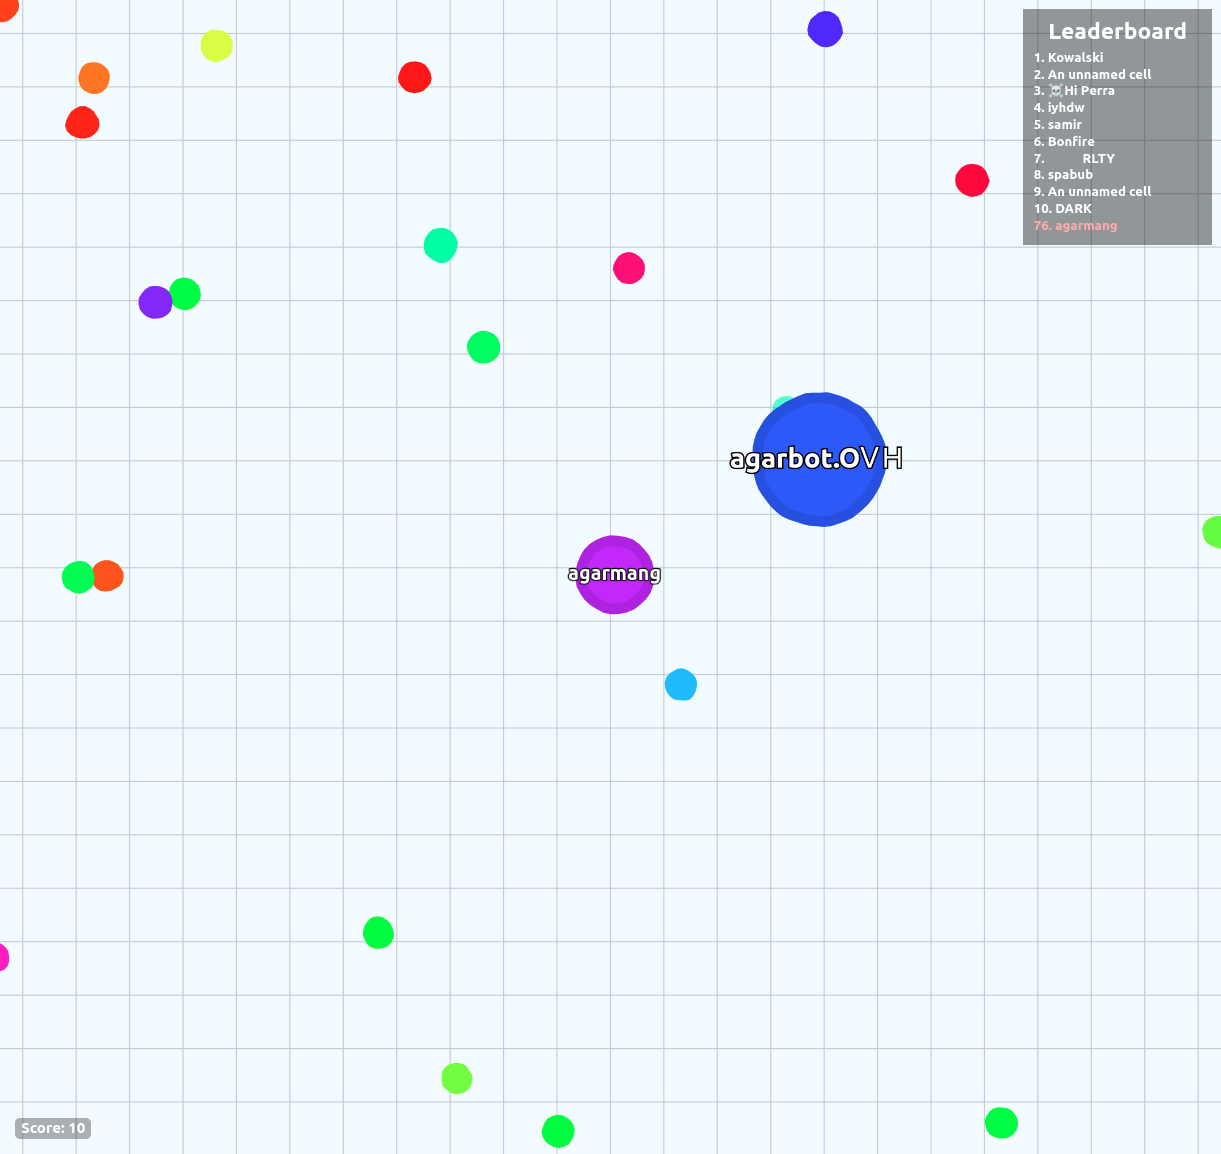 Leaderboard
1. Kowalski
2. An unnamed cell
3. ☠Hi Perra
4. iyhdw
5. samir
6. Bonfire
7. RLTY
8. spabub
9. An unnamed cell
10. DARK
76. agarmang
agarbot.OVH
agarmang
Score: 10